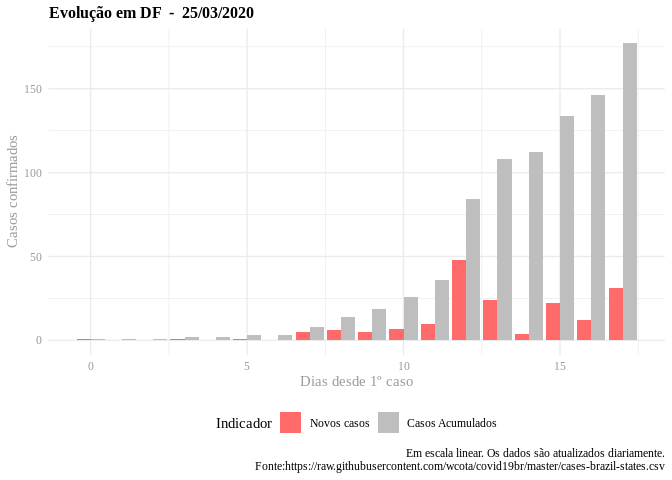 Evolução em DF  -  25/03/2020
Casos confirmados
150
100
50
0
0
5
10
15
Dias desde 1º caso
Indicador
Novos casos
Casos Acumulados
Em escala linear. Os dados são atualizados diariamente.
Fonte:https://raw.githubusercontent.com/wcota/covid19br/master/cases-brazil-states.csv